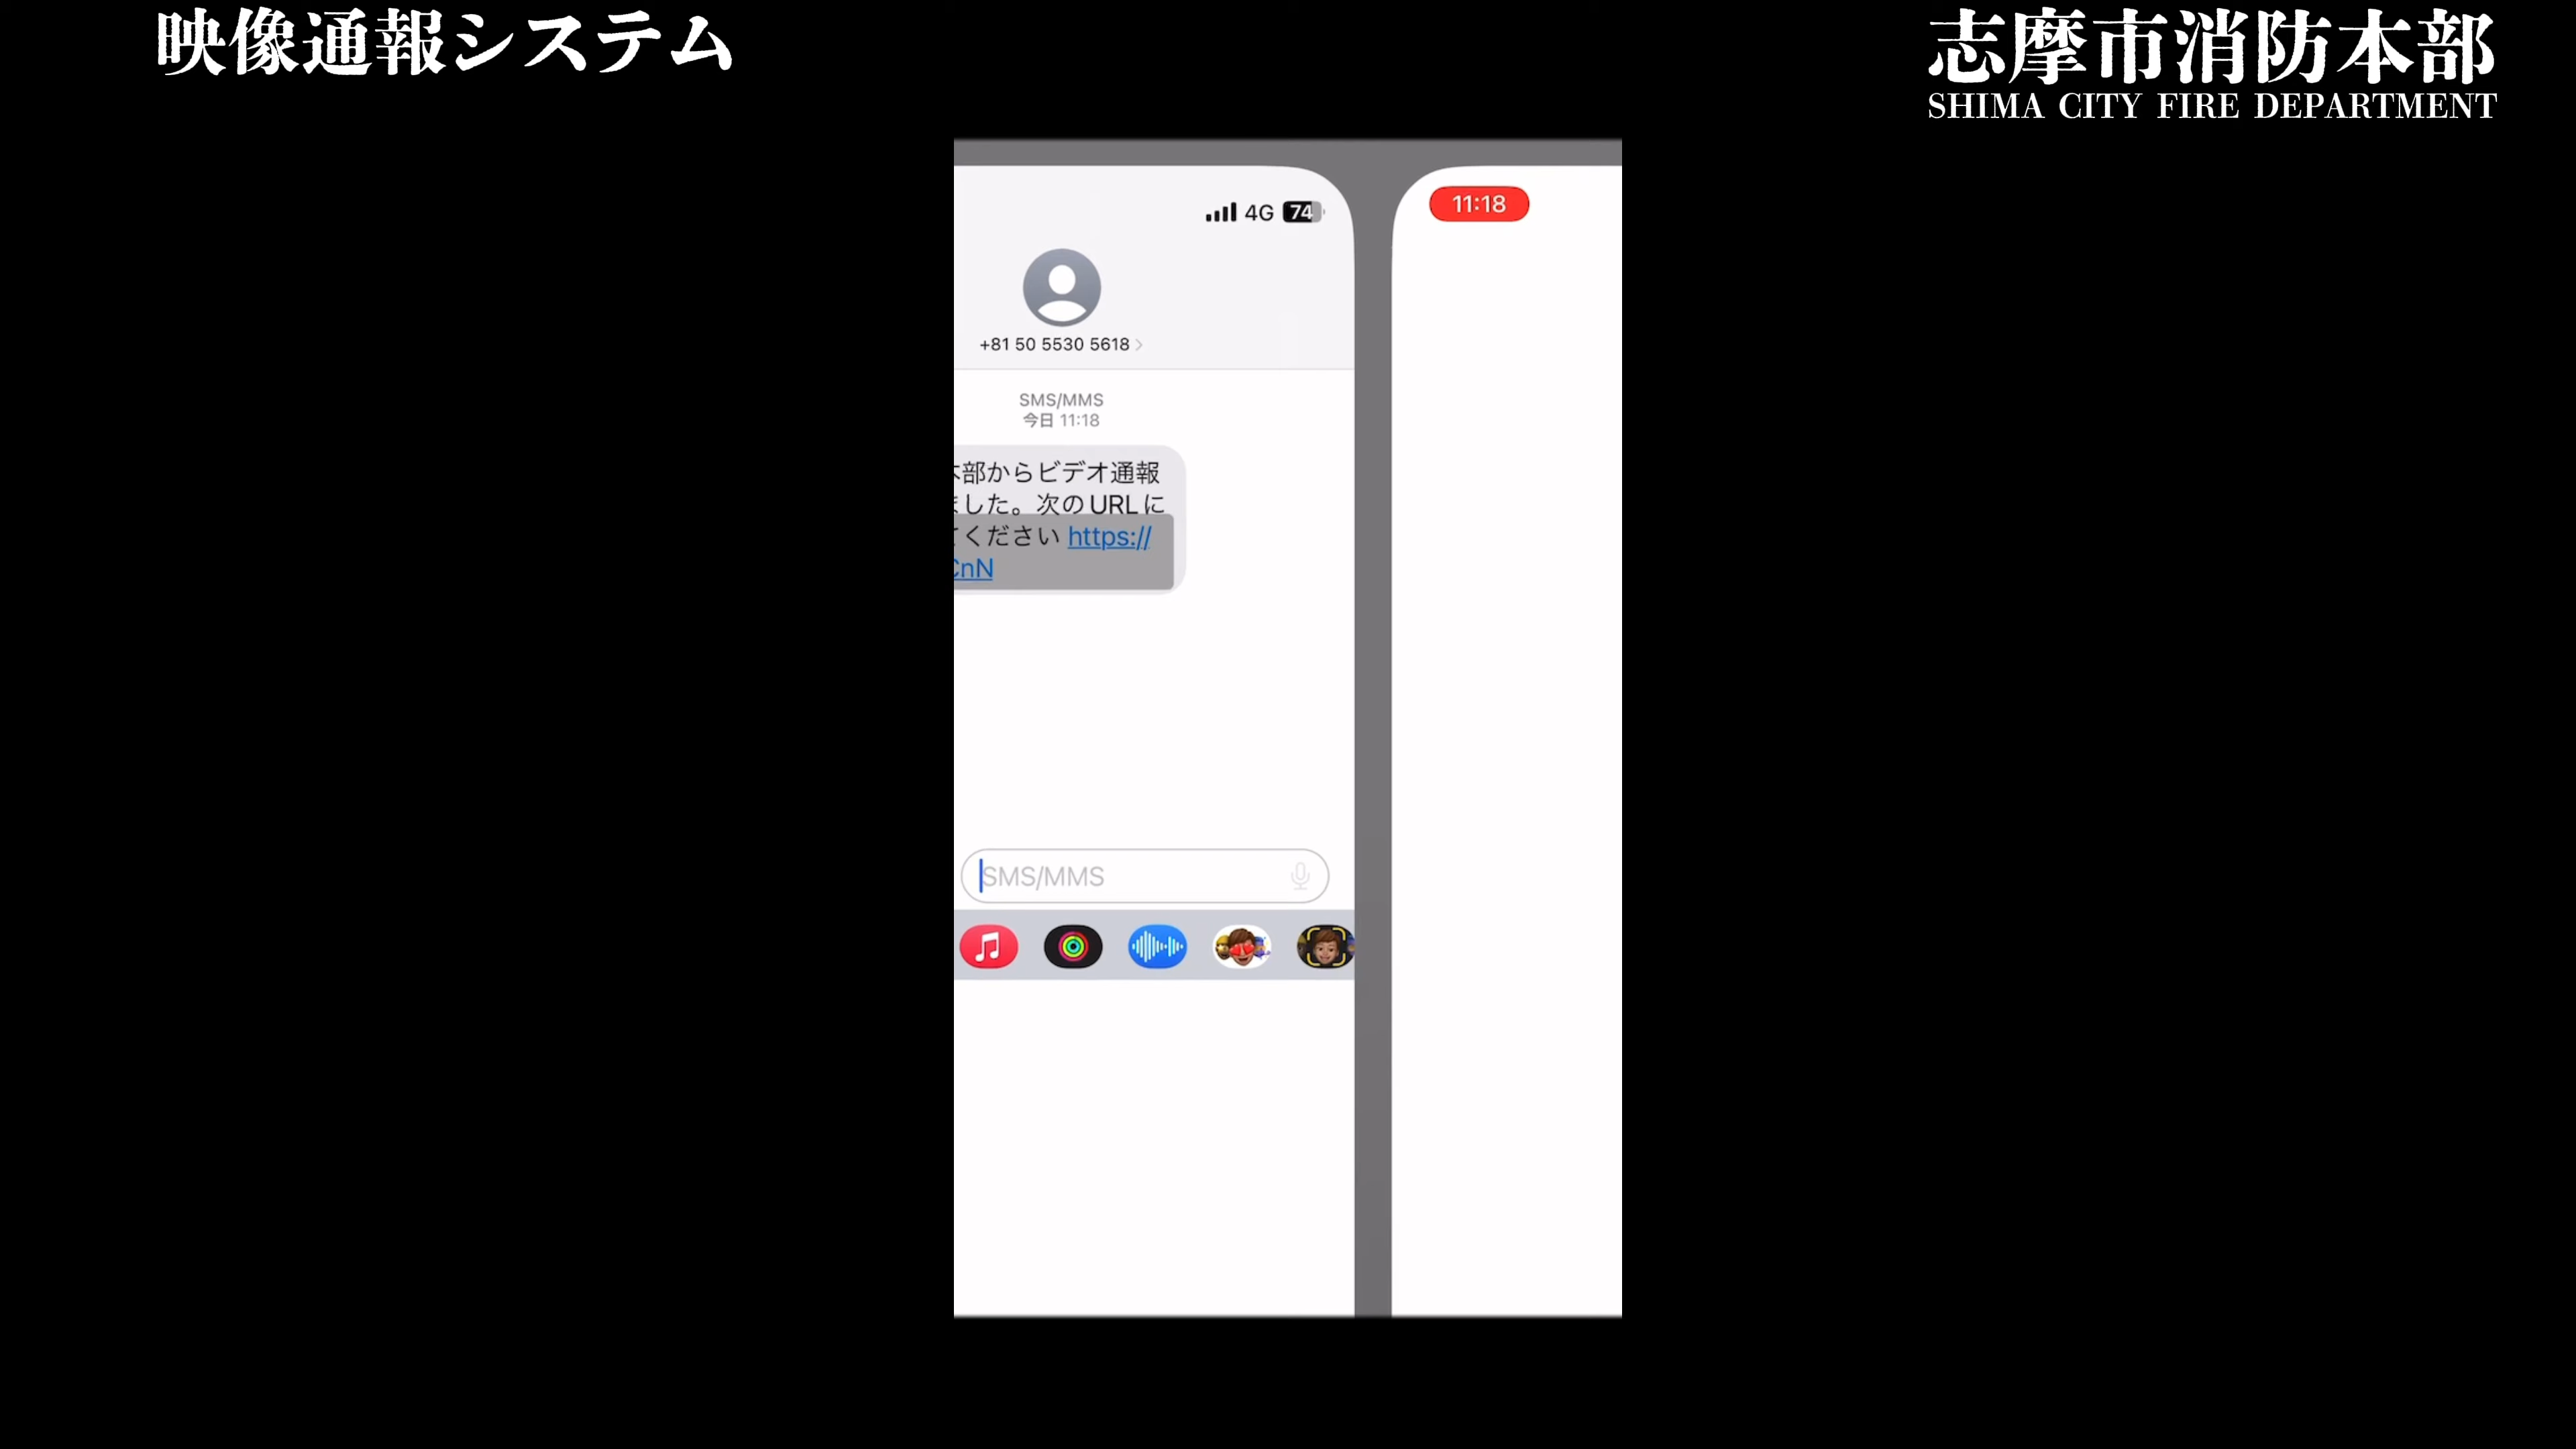 映像通報システム
志摩市消防本部
SHIMA CITY FIRE DEPARTMENT
4G 74
11:18
+81 50 5530 5618
SMS/MMS
今日 11:18
部からビデオ通報
した。次のURLに
ください https://
nN
SMS/MMS